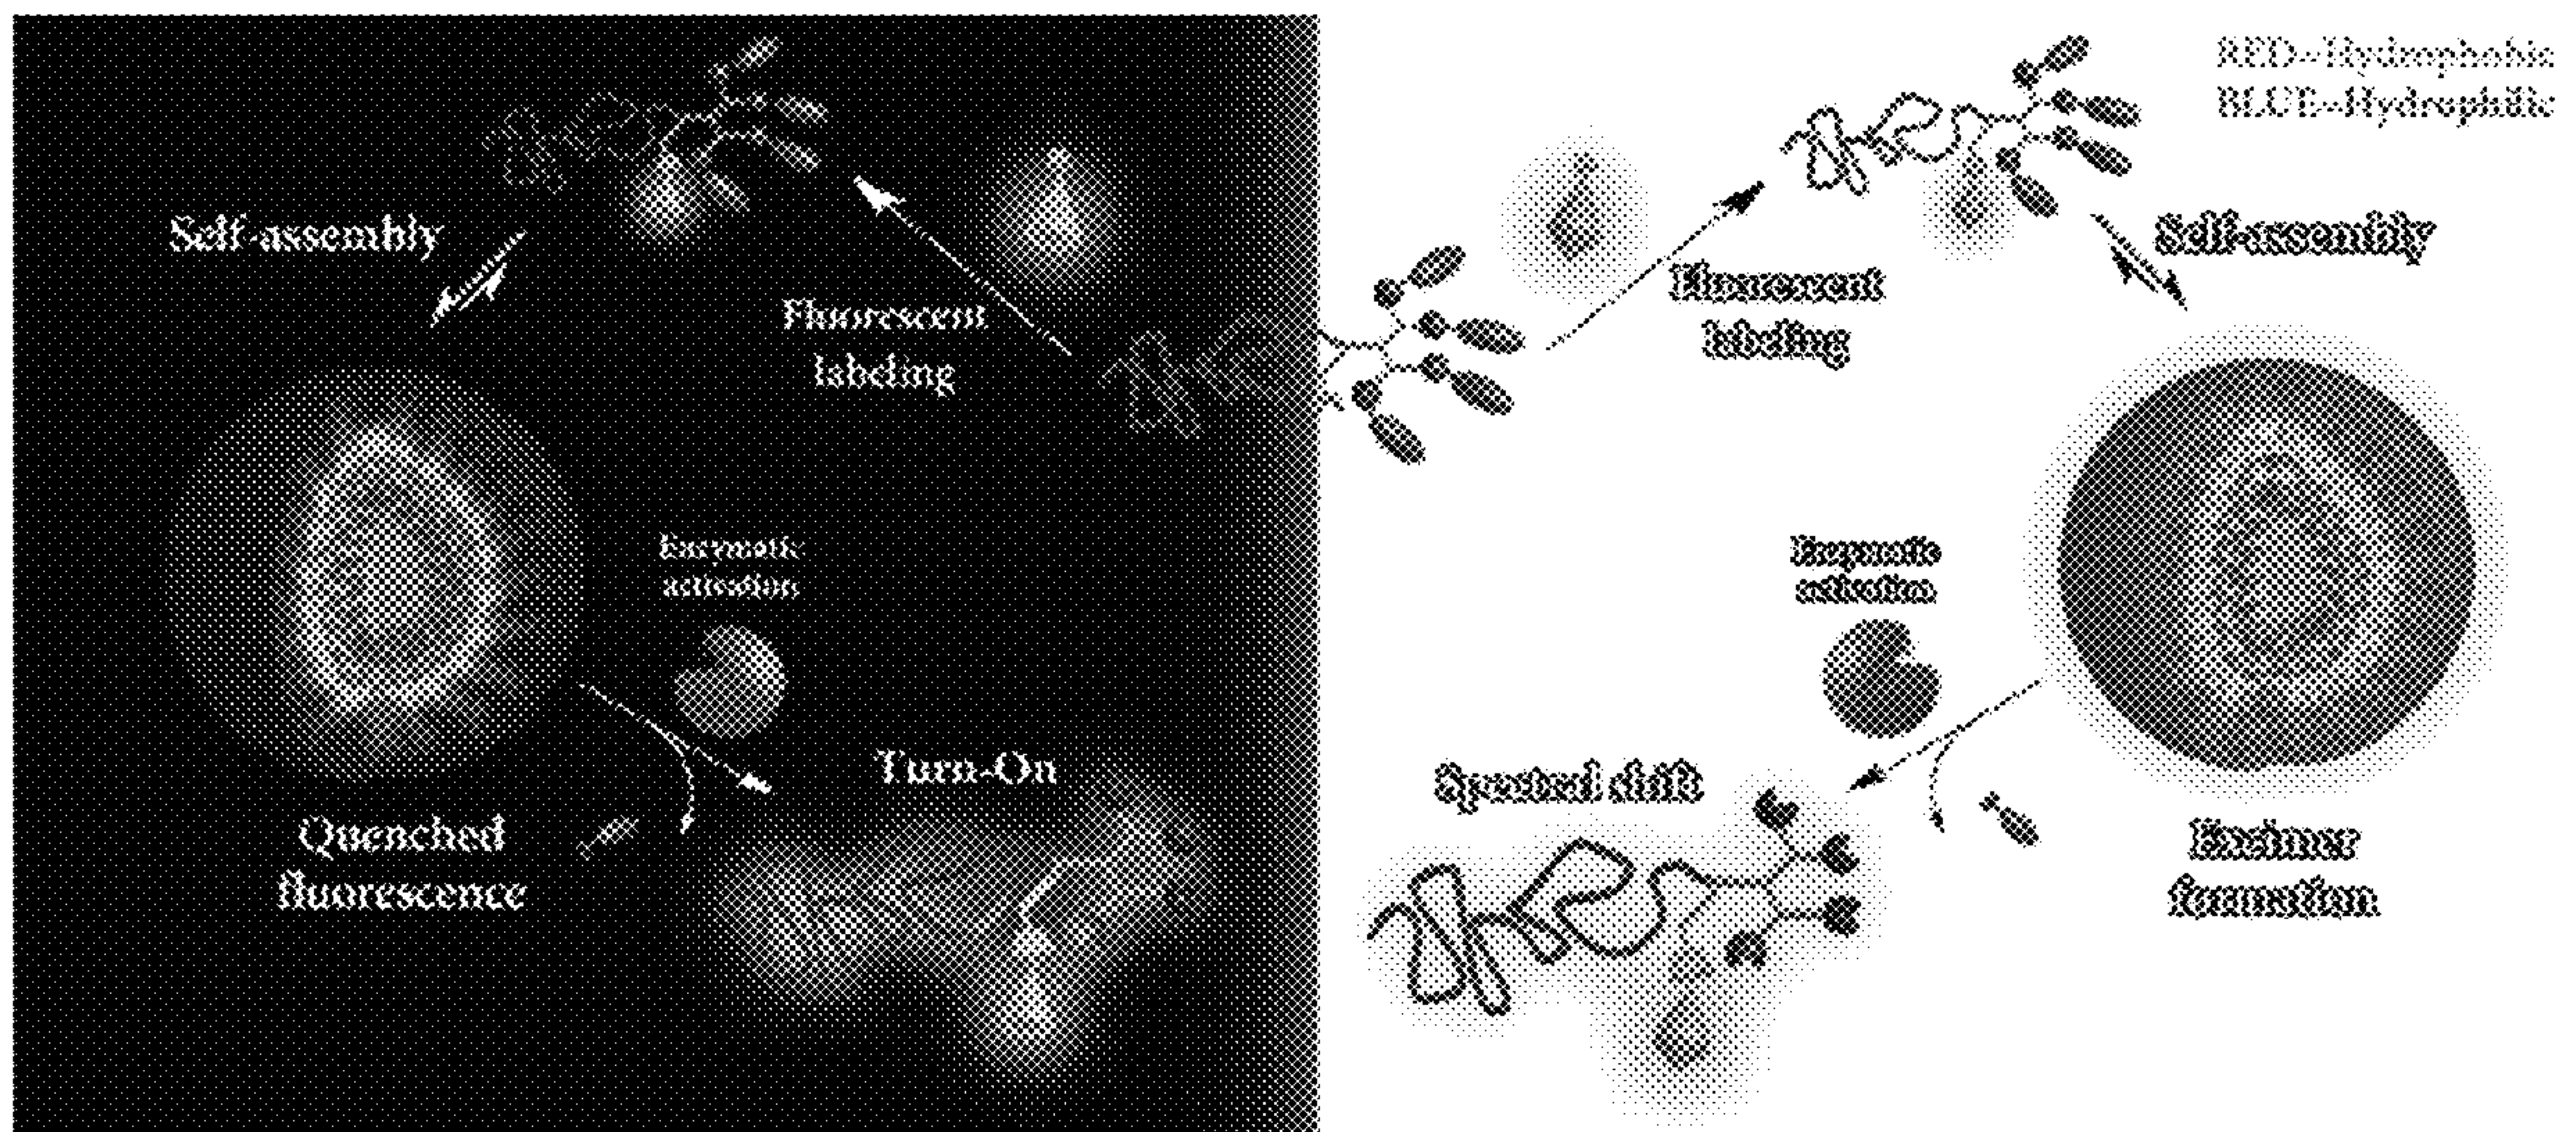 RED-Hydrophobic
BLUE-Hydrophilic
Self-assembly
Fluorescent
labeling
Enzymatic
activation
Turn-On
Quenched
fluorescence
Fluorescent
labeling
Self-assembly
Enzymatic
activation
Spectral shift
Excimer
formation